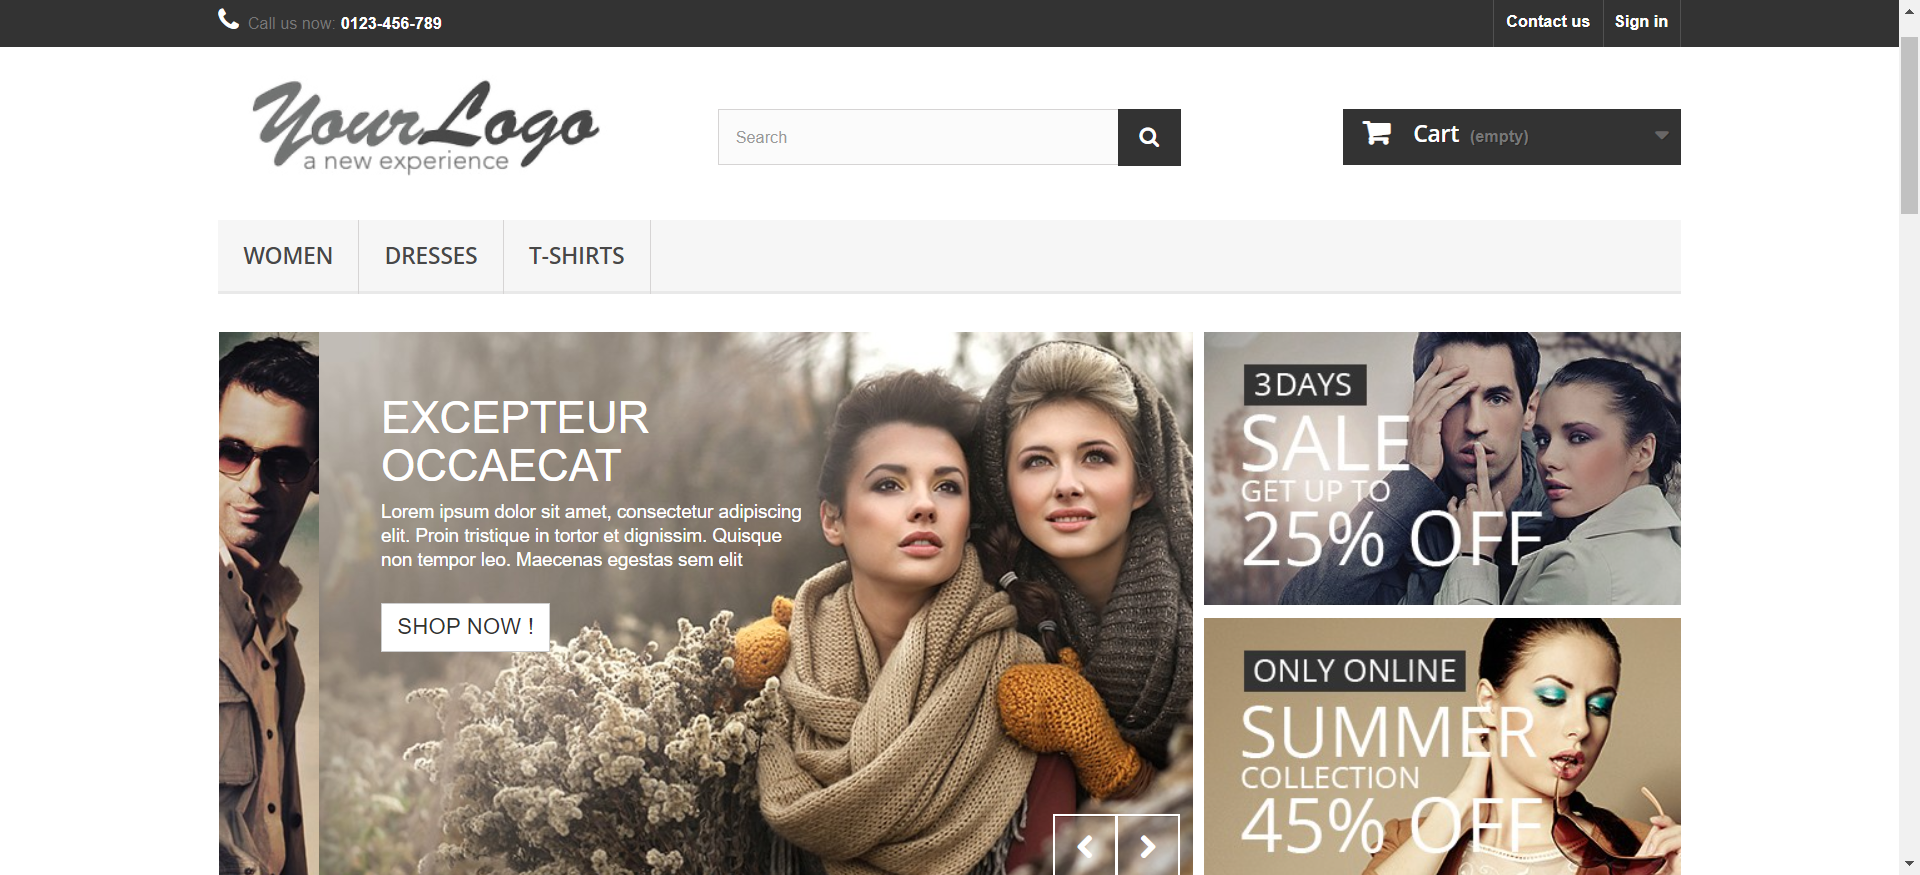 Call us now: 0123-456-789
Contact us
Sign in
YourLogo
a new experience
Search
Cart (empty)
WOMEN
DRESSES
T-SHIRTS
EXCEPTEUR
OCCAECAT
Lorem ipsum dolor sit amet, consectetur adipiscing
elit. Proin tristique in tortor et dignissim. Quisque
non tempor leo. Maecenas egestas sem elit
SHOP NOW !
3 DAYS
SALE
GET UP TO
25% OFF
ONLY ONLINE
SUMMER
COLLECTION
45% OFF